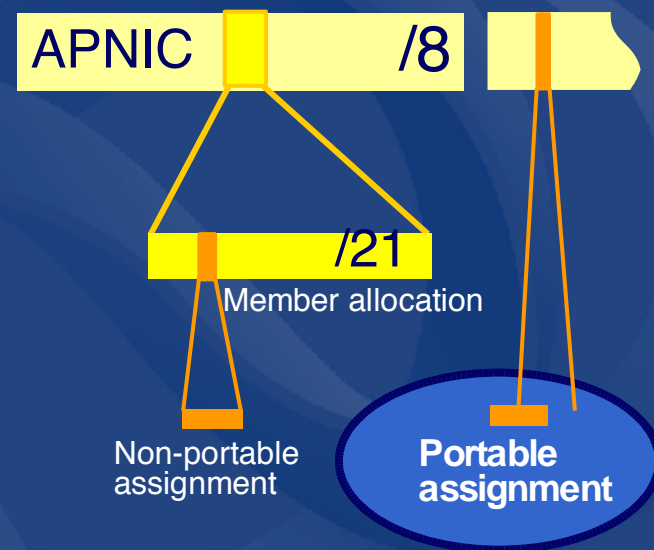 APNIC /8
/21
Member allocation
Non-portable
assignment
Portable
assignment